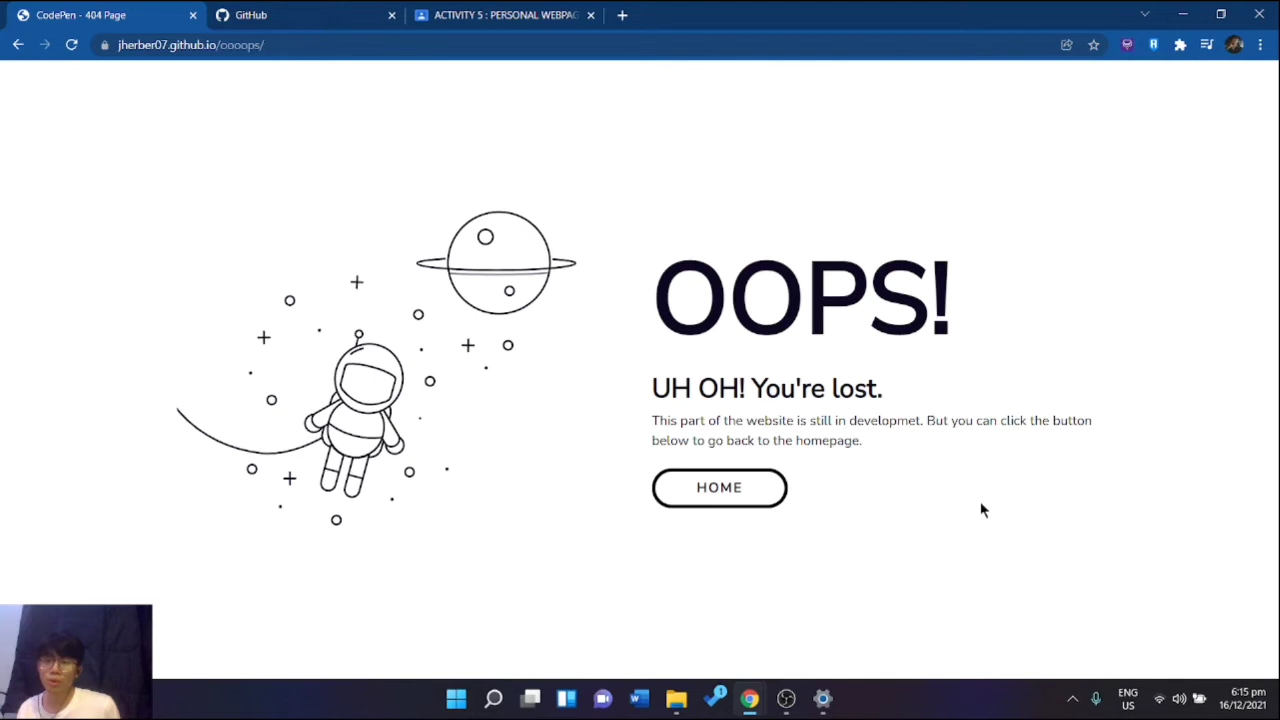 CodePen - 404 Page
GitHub
ACTIVITY 5 : PERSONAL WEBPAG
jherber07.github.io/oooops/
OOPS!
UH OH! You're lost.
This part of the website is still in developmet. But you can click the button
below to go back to the homepage.
HOME
1
ENG
US
6:15 pm
16/12/2021